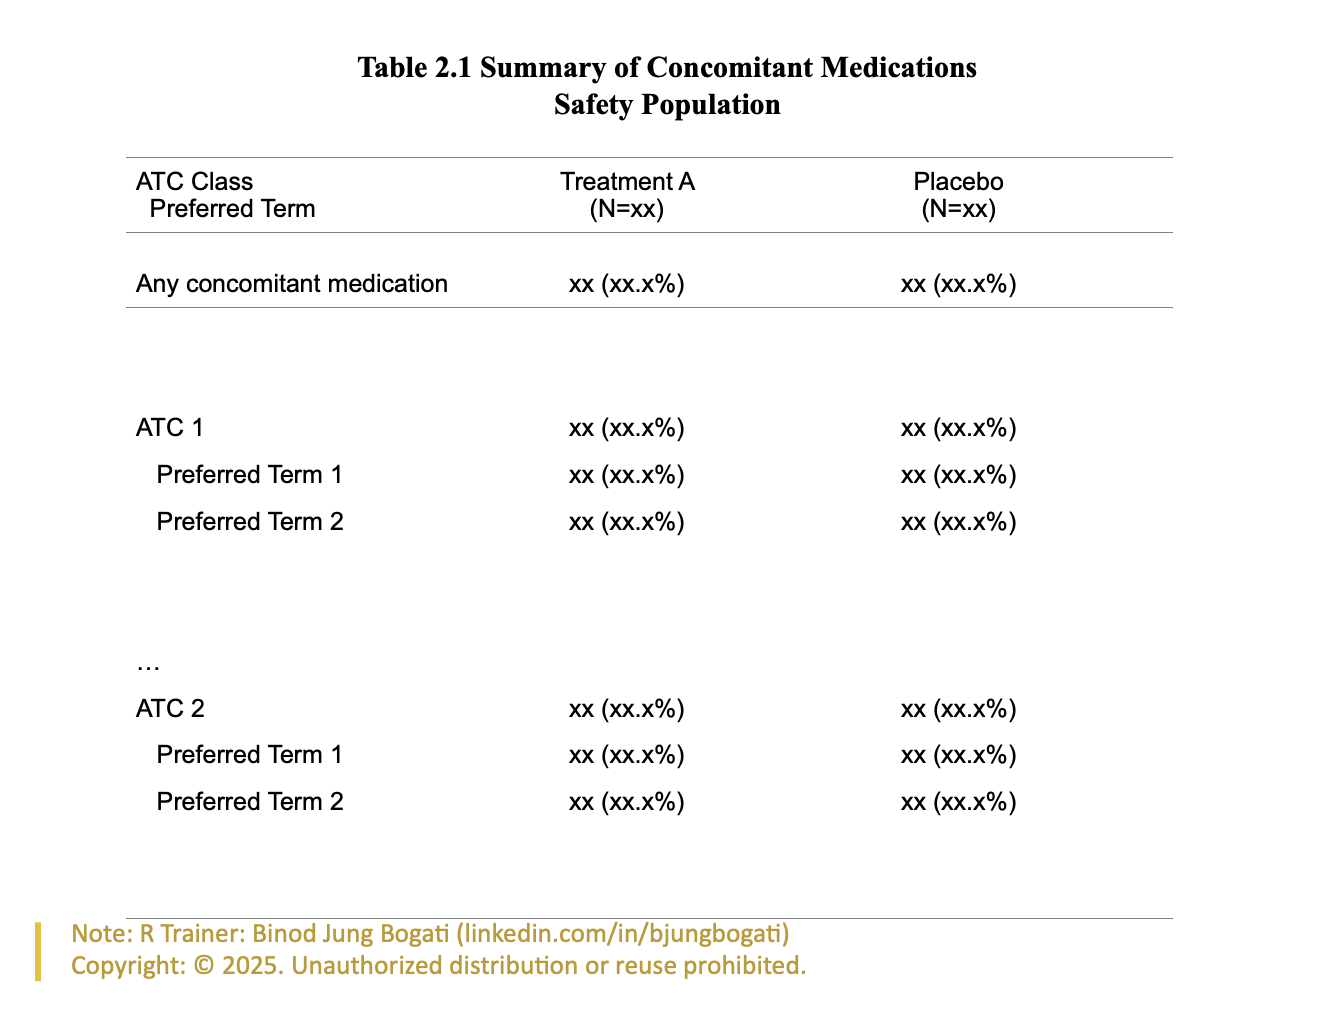 Table 2.1 Summary of Concomitant Medications
Safety Population
ATC Class Treatment A Placebo
Preferred Term (N=xx) (N=xx)
Any concomitant medication xx (xx.x%) xx (xx.x%)
ATC 1 xx (xx.x%) xx (xx.x%)
Preferred Term 1 xx (xx.x%) xx (xx.x%)
Preferred Term 2 xx (xx.x%) xx (xx.x%)
…
ATC 2 xx (xx.x%) xx (xx.x%)
Preferred Term 1 xx (xx.x%) xx (xx.x%)
Preferred Term 2 xx (xx.x%) xx (xx.x%)
Note: R Trainer: Binod Jung Bogati (linkedin.com/in/bjungbogati)
Copyright: © 2025. Unauthorized distribution or reuse prohibited.